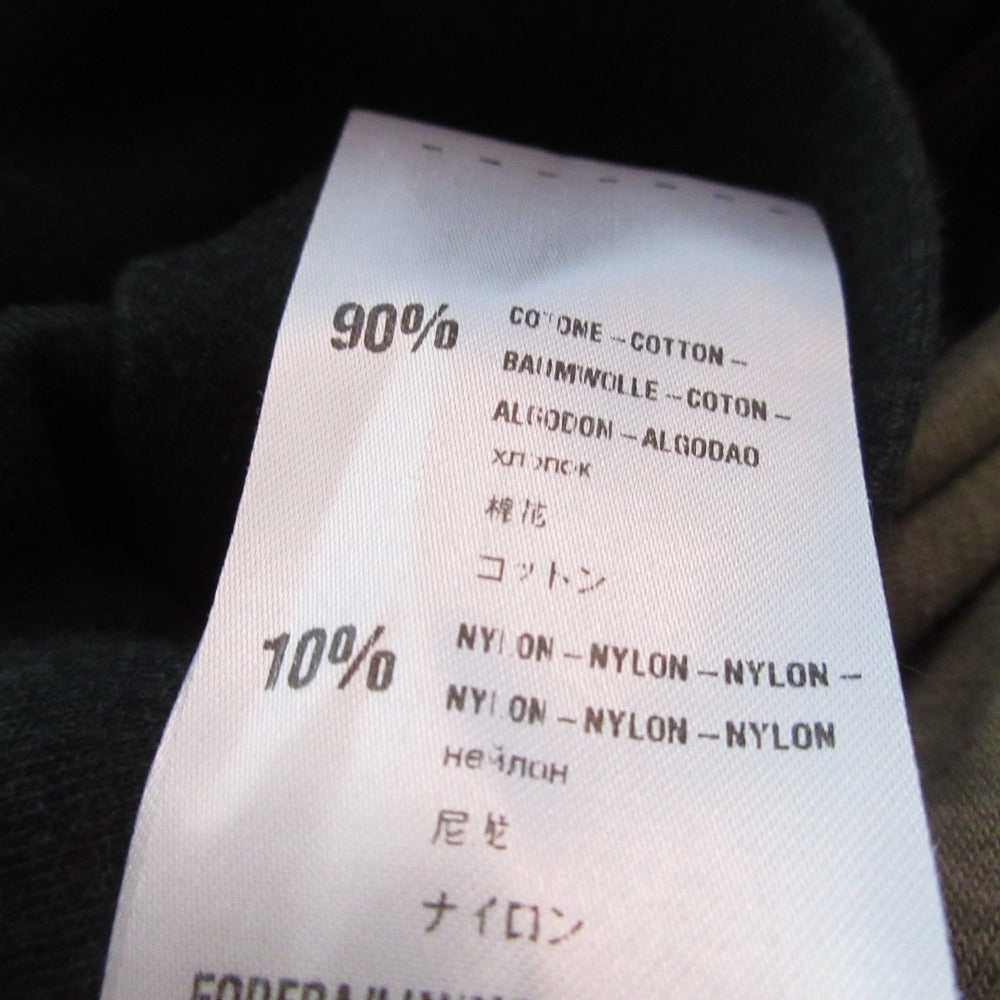 90% COTONE – COTTON –
BAUMWOLLE – COTON –
ALGODON – ALGODAO
хлопок
棉花
コットン
10% NYLON – NYLON – NYLON –
NYLON – NYLON – NYLON
нейлон
尼龙
ナイロン